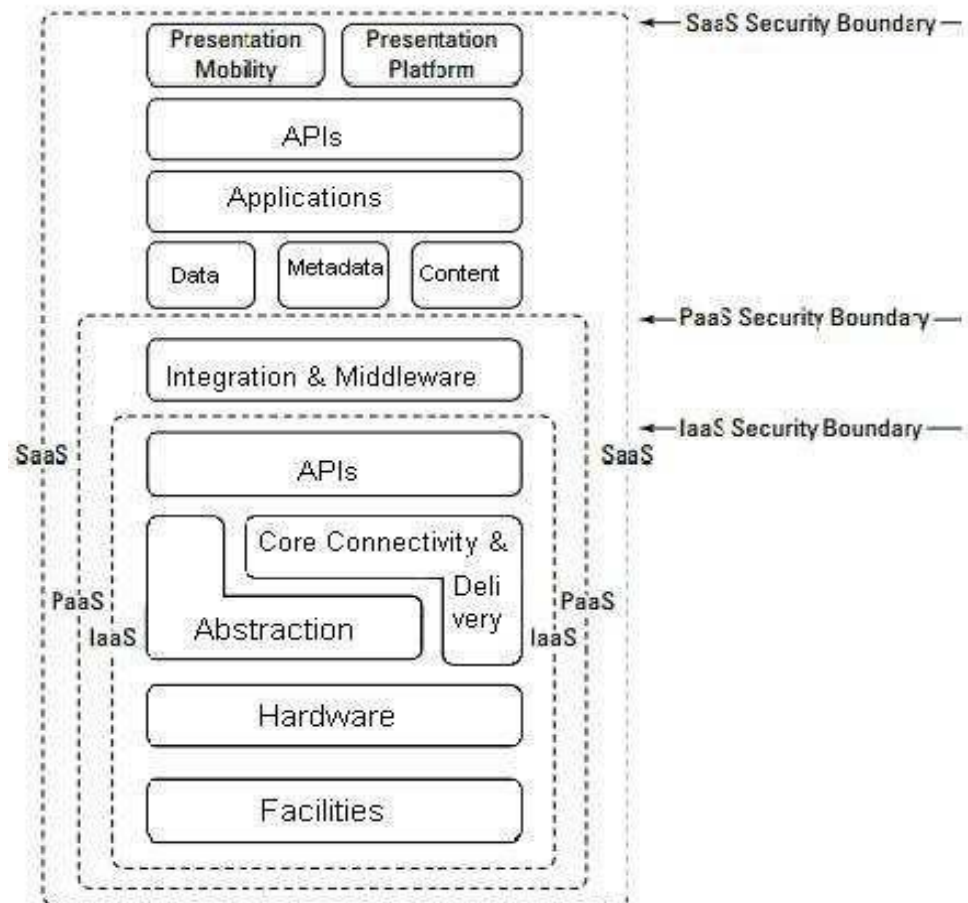 SaaS Security Boundary
Presentation
Mobility
Presentation
Platform
APIs
Applications
Data
Metadata
Content
PaaS Security Boundary
Integration & Middleware
IaaS Security Boundary
SaaS
SaaS
APIs
Core Connectivity &
Deli
very
PaaS
PaaS
IaaS
IaaS
Abstraction
Hardware
Facilities